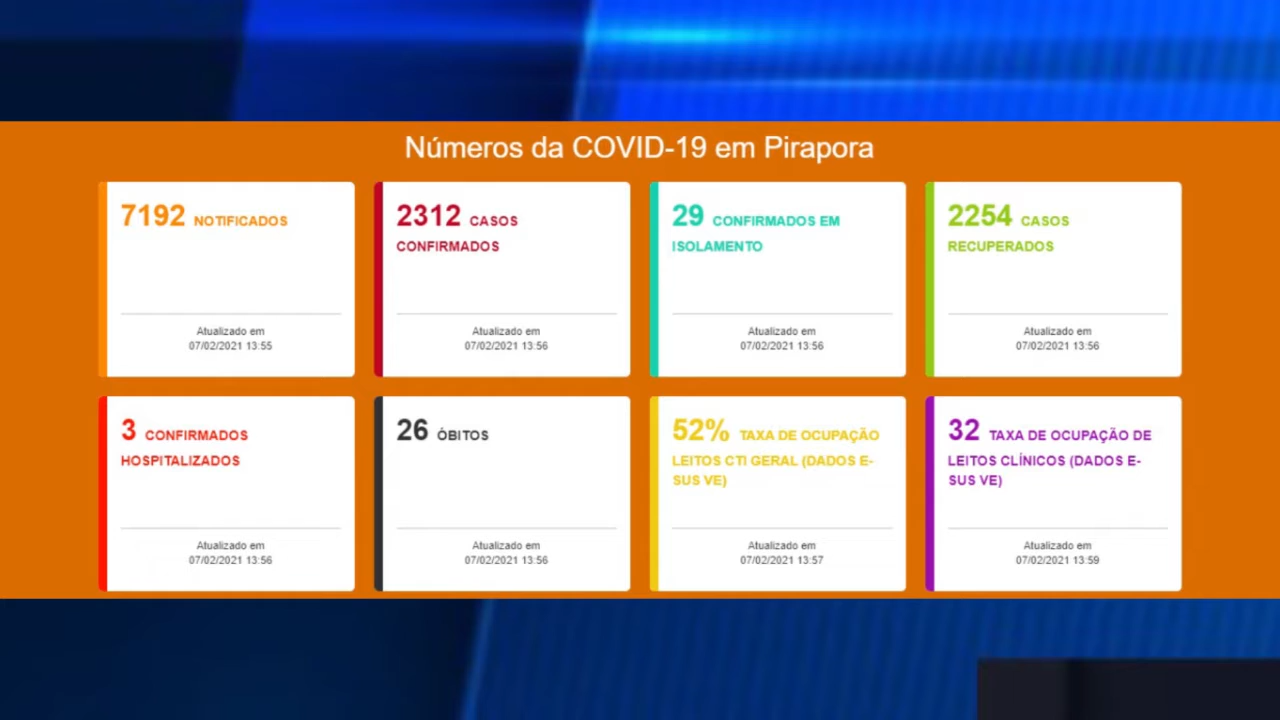 Números da COVID-19 em Pirapora
7192 NOTIFICADOS
Atualizado em
07/02/2021 13:55
2312 CASOS
CONFIRMADOS
Atualizado em
07/02/2021 13:56
29 CONFIRMADOS EM
ISOLAMENTO
Atualizado em
07/02/2021 13:56
2254 CASOS
RECUPERADOS
Atualizado em
07/02/2021 13:56
3 CONFIRMADOS
HOSPITALIZADOS
Atualizado em
07/02/2021 13:56
26 ÓBITOS
Atualizado em
07/02/2021 13:56
52% TAXA DE OCUPAÇÃO
LEITOS CTI GERAL (DADOS E-
SUS VE)
Atualizado em
07/02/2021 13:57
32 TAXA DE OCUPAÇÃO DE
LEITOS CLÍNICOS (DADOS E-
SUS VE)
Atualizado em
07/02/2021 13:59